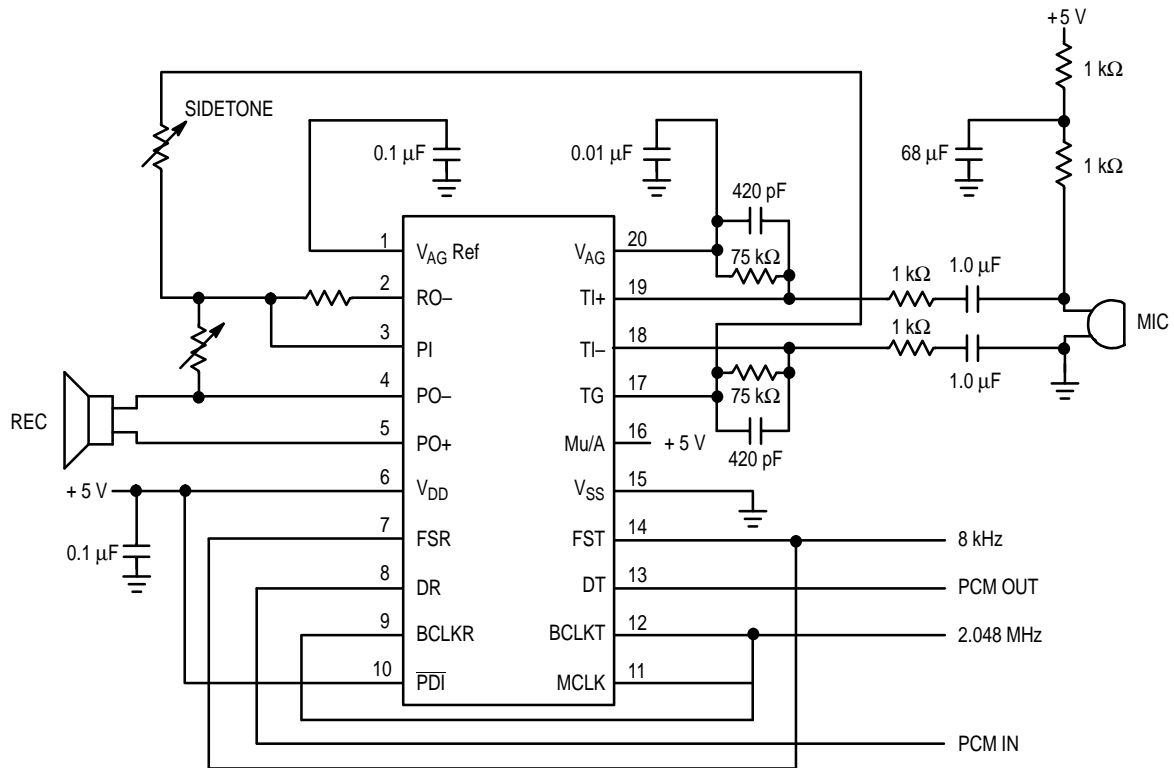 +5 V
1 kΩ
SIDETONE
0.1 μF
0.01 μF
68 μF
1 kΩ
420 pF
1
V_AG Ref
V_AG
20
75 kΩ
1 kΩ
1.0 μF
2
RO–
TI+
19
1 kΩ
MIC
3
PI
TI–
18
4
PO–
TG
17
75 kΩ
1.0 μF
REC
5
PO+
Mu/A
16
+ 5 V
420 pF
+ 5 V
6
V_DD
V_SS
15
7
FSR
FST
14
8 kHz
0.1 μF
8
DR
DT
13
PCM OUT
9
BCLKR
BCLKT
12
2.048 MHz
10
PDI
MCLK
11
PCM IN